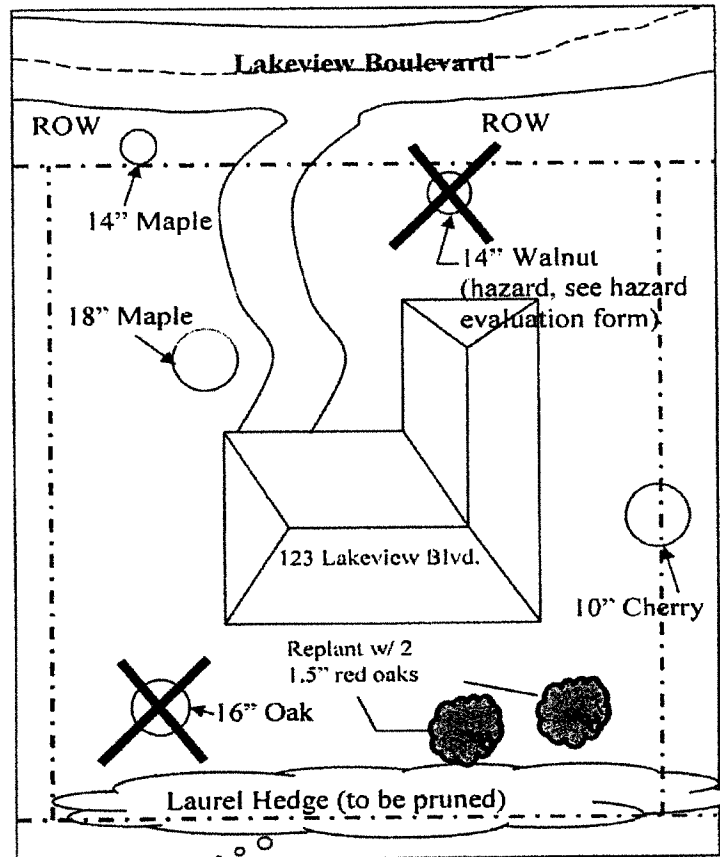 Lakeview Boulevard
ROW
ROW
14” Maple
14” Walnut
(hazard, see hazard
evaluation form)
18” Maple
123 Lakeview Blvd.
10” Cherry
Replant w/ 2
1.5” red oaks
16” Oak
Laurel Hedge (to be pruned)